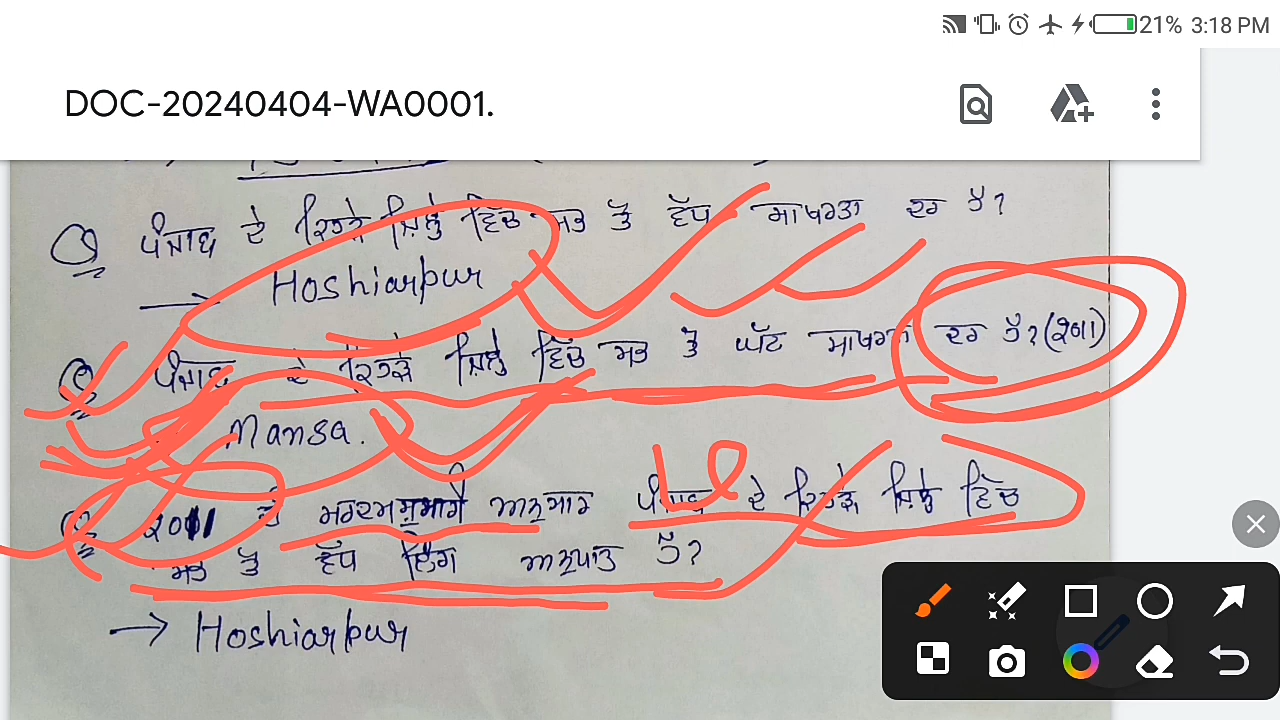 21% 3:18 PM
DOC-20240404-WA0001.
Q ਪੰਜਾਬ ਦੇ ਕਿਹੜੇ ਜ਼ਿਲ੍ਹੇ ਵਿੱਚ ਸਭ ਤੋਂ ਵੱਧ ਸਾਖਰਤਾ ਦਰ ਹੈ?
→ Hoshiarpur
Q ਪੰਜਾਬ ਦੇ ਕਿਹੜੇ ਜ਼ਿਲ੍ਹੇ ਵਿੱਚ ਸਭ ਤੋਂ ਘੱਟ ਸਾਖਰਤਾ ਦਰ ਹੈ? (2011)
Mansa.
Q 2011 ਦੀ ਮਰਦਮਸ਼ੁਮਾਰੀ ਅਨੁਸਾਰ ਪੰਜਾਬ ਦੇ ਕਿਹੜੇ ਜ਼ਿਲ੍ਹੇ ਵਿੱਚ
ਸਭ ਤੋਂ ਵੱਧ ਲਿੰਗ ਅਨੁਪਾਤ ਹੈ?
→ Hoshiarpur